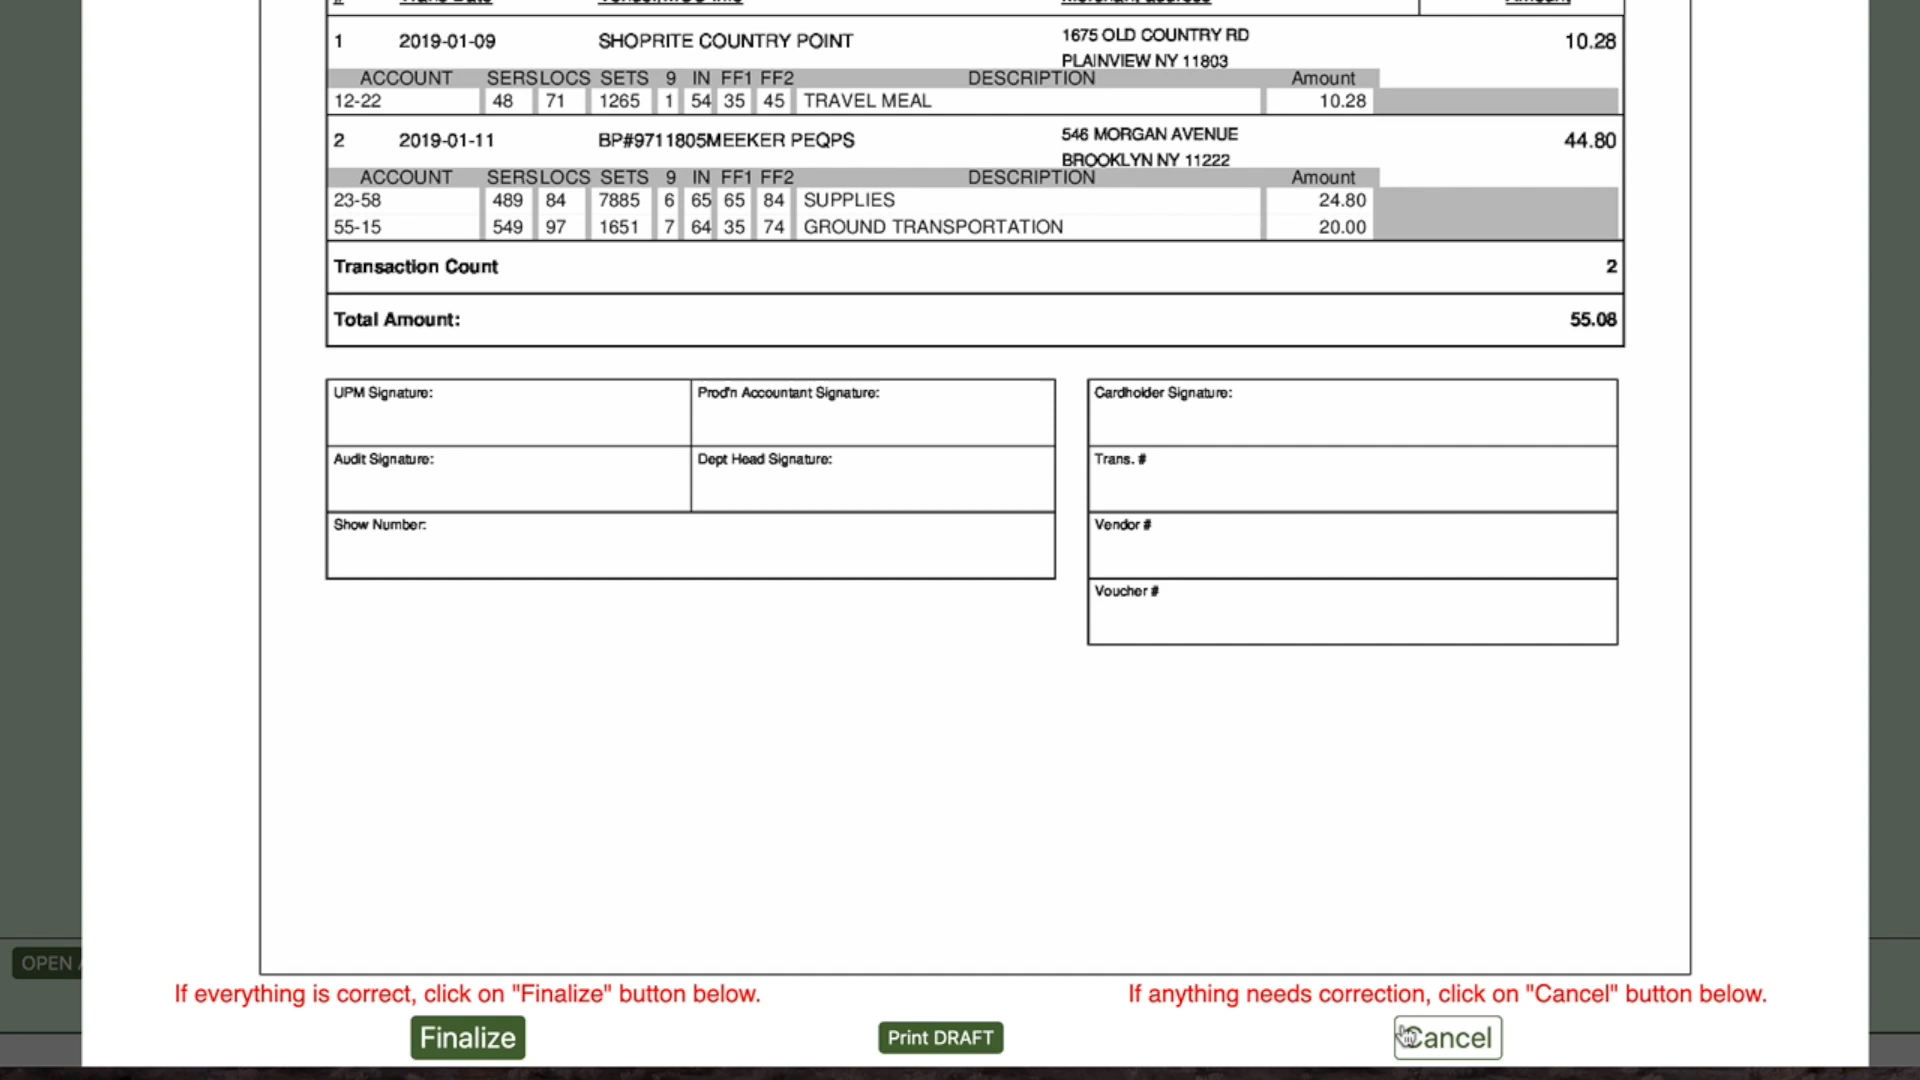 1 2019-01-09 SHOPRITE COUNTRY POINT 1675 OLD COUNTRY RD 10.28
PLAINVIEW NY 11803
ACCOUNT SERS LOCS SETS 9 IN FF1 FF2 DESCRIPTION Amount
12-22 48 71 1265 1 54 35 45 TRAVEL MEAL 10.28
2 2019-01-11 BP#9711805MEEKER PEQPS 546 MORGAN AVENUE 44.80
BROOKLYN NY 11222
ACCOUNT SERS LOCS SETS 9 IN FF1 FF2 DESCRIPTION Amount
23-58 489 84 7885 6 65 65 84 SUPPLIES 24.80
55-15 549 97 1651 7 64 35 74 GROUND TRANSPORTATION 20.00
Transaction Count 2
Total Amount: 55.08
UPM Signature: Prod'n Accountant Signature: Cardholder Signature:
Audit Signature: Dept Head Signature: Trans. #
Show Number: Vendor #
Voucher #
OPEN
If everything is correct, click on "Finalize" button below. If anything needs correction, click on "Cancel" button below.
Finalize Print DRAFT Cancel